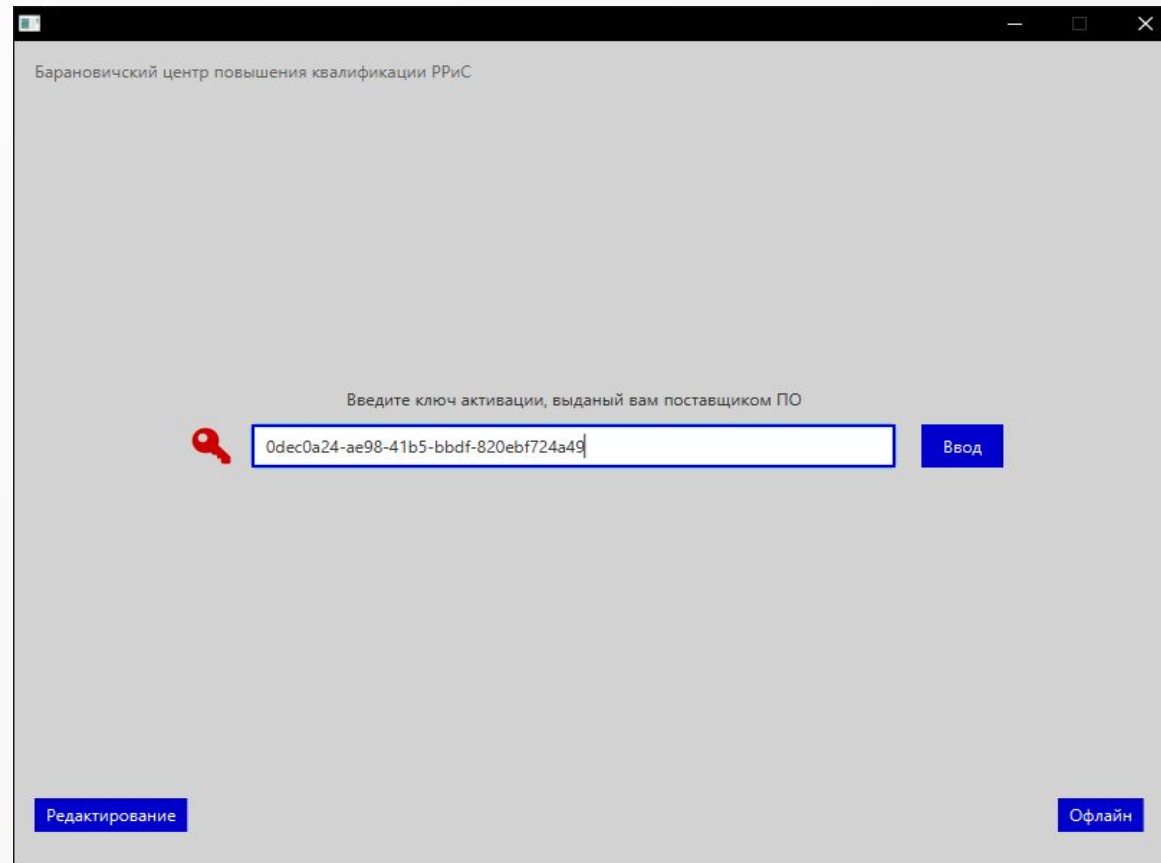 Барановичский центр повышения квалификации РРиС
Введите ключ активации, выданый вам поставщиком ПО
0dec0a24-ae98-41b5-bbdf-820ebf724a49
Ввод
Редактирование
Офлайн